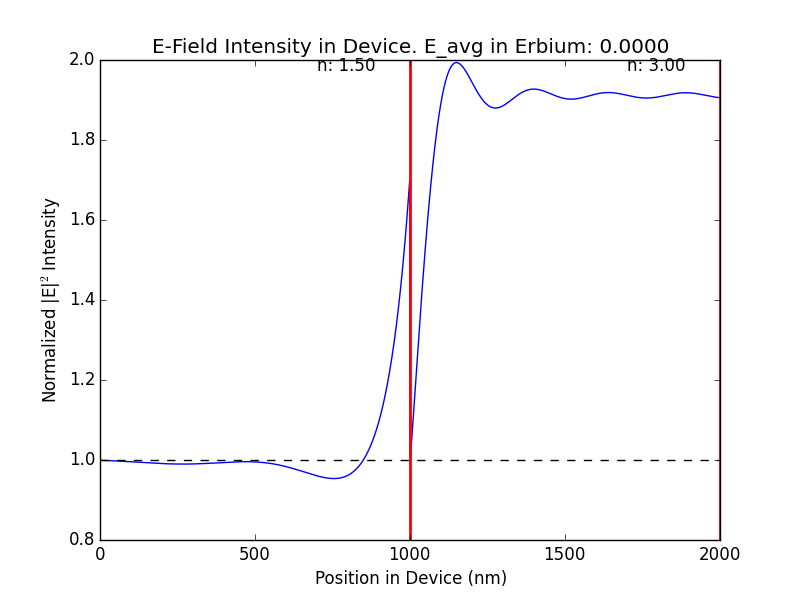 E-Field Intensity in Device. E_avg in Erbium: 0.0000
n: 1.50
n: 3.00
2.0
1.8
1.6
1.4
1.2
1.0
0.8
Normalized |E|² Intensity
0
500
1000
1500
2000
Position in Device (nm)